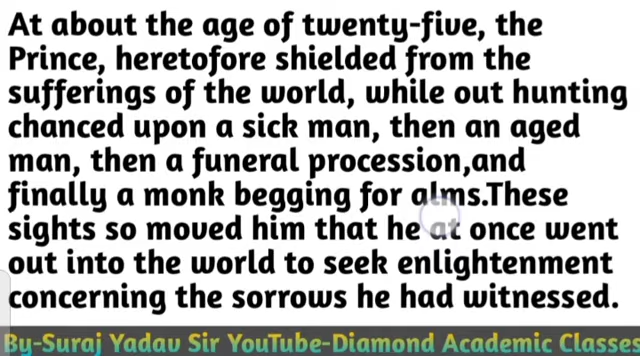 At about the age of twenty-five, the
Prince, heretofore shielded from the
sufferings of the world, while out hunting
chanced upon a sick man, then an aged
man, then a funeral procession,and
finally a monk begging for alms.These
sights so moved him that he at once went
out into the world to seek enlightenment
concerning the sorrows he had witnessed.
By-Suraj Yadav Sir YouTube-Diamond Academic Classes